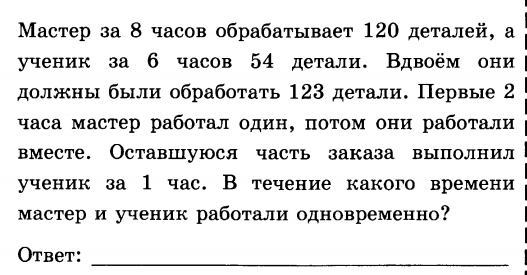 Мастер за 8 часов обрабатывает 120 деталей, а
ученик за 6 часов 54 детали. Вдвоём они
должны были обработать 123 детали. Первые 2
часа мастер работал один, потом они работали
вместе. Оставшуюся часть заказа выполнил
ученик за 1 час. В течение какого времени
мастер и ученик работали одновременно?
Ответ: